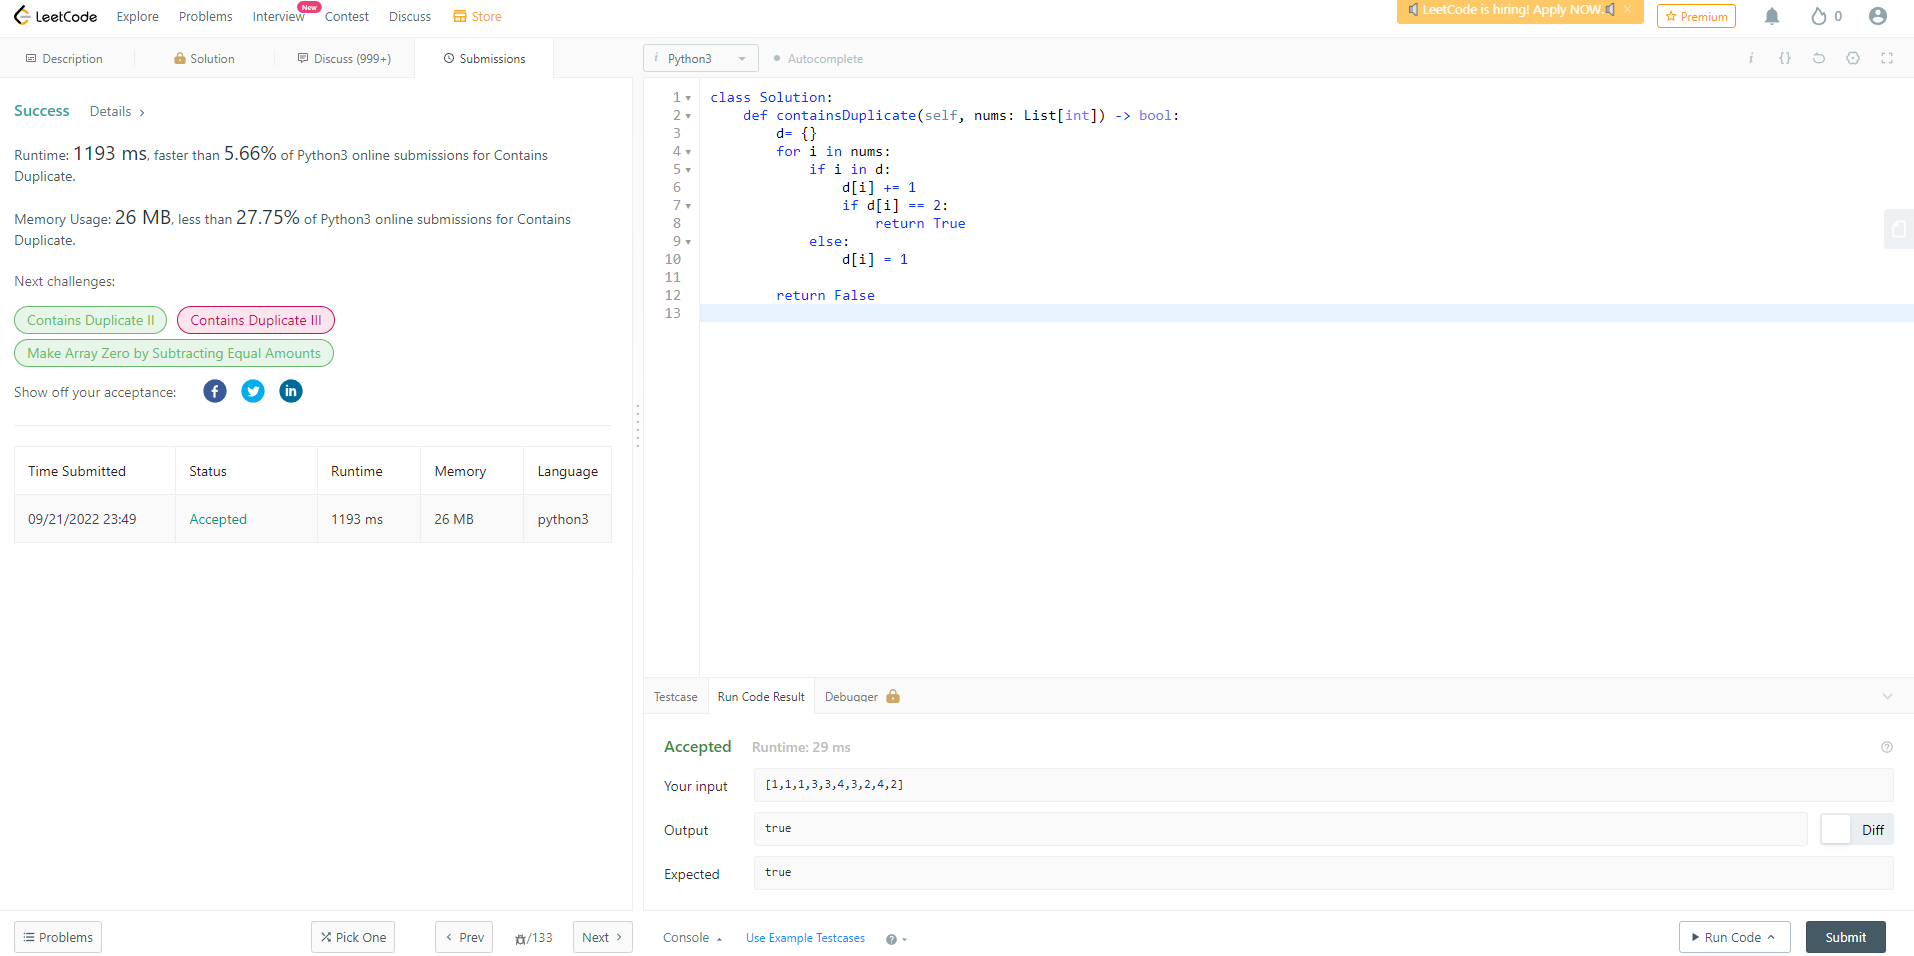 LeetCode Explore Problems Interview New Contest Discuss Store
LeetCode is hiring! Apply NOW. ×
Premium 0
Description Solution Discuss (999+) Submissions
i Python3 Autocomplete i {}
Success Details >
Runtime: 1193 ms, faster than 5.66% of Python3 online submissions for Contains
Duplicate.
Memory Usage: 26 MB, less than 27.75% of Python3 online submissions for Contains
Duplicate.
Next challenges:
Contains Duplicate II Contains Duplicate III
Make Array Zero by Subtracting Equal Amounts
Show off your acceptance: f in
Time Submitted Status Runtime Memory Language
09/21/2022 23:49 Accepted 1193 ms 26 MB python3
1 class Solution:
2     def containsDuplicate(self, nums: List[int]) -> bool:
3         d= {}
4         for i in nums:
5             if i in d:
6                 d[i] += 1
7                 if d[i] == 2:
8                     return True
9             else:
10                 d[i] = 1
11
12         return False
13
Testcase Run Code Result Debugger
Accepted Runtime: 29 ms ?
Your input [1,1,1,3,3,4,3,2,4,2]
Output true Diff
Expected true
Problems Pick One < Prev /133 Next >
Console Use Example Testcases ? Run Code Submit